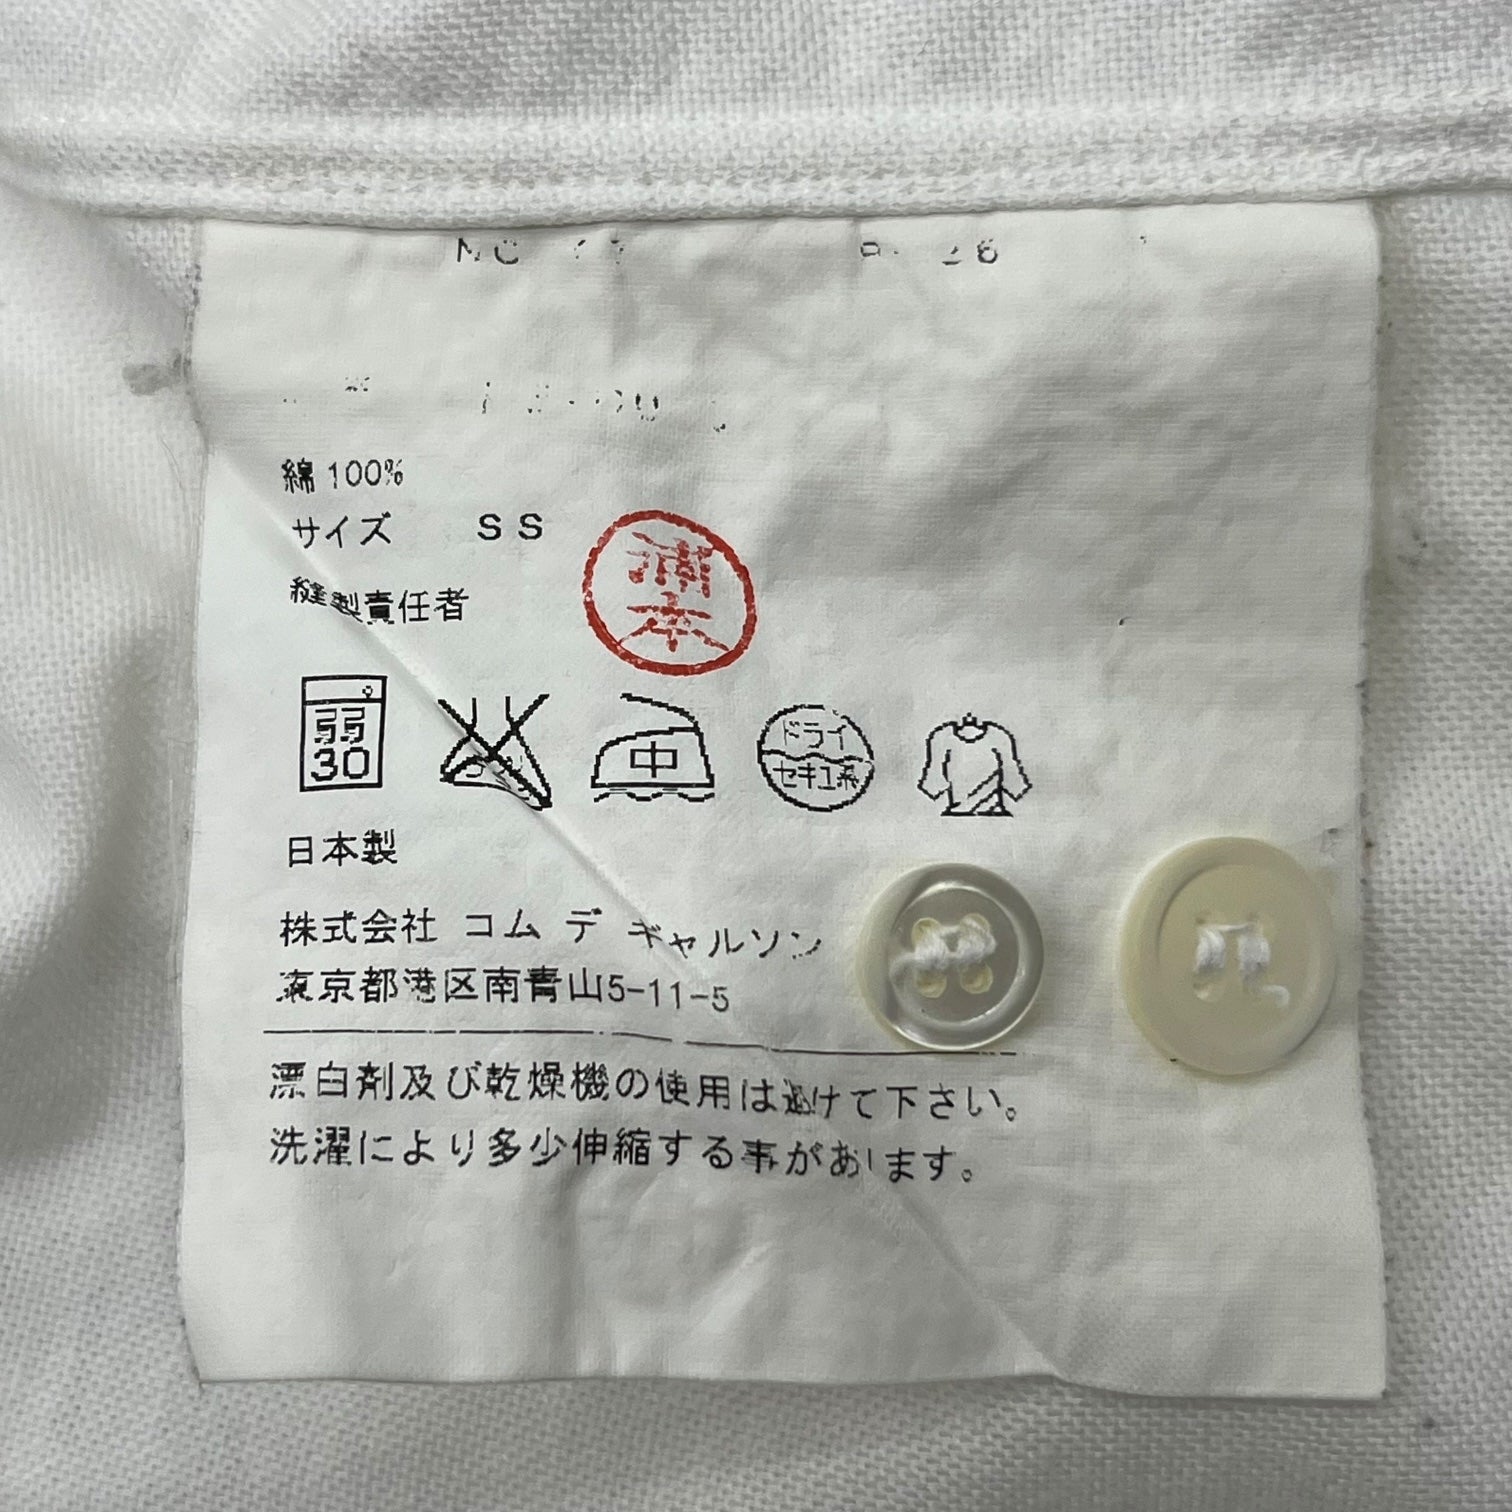 綿 100%
サイズ SS
縫製責任者
浦本
弱
30
中
ドライ
セキユ系
日本製
株式会社 コム デ ギャルソン
東京都港区南青山5-11-5
漂白剤及び乾燥機の使用は避けて下さい。
洗濯により多少伸縮する事があります。